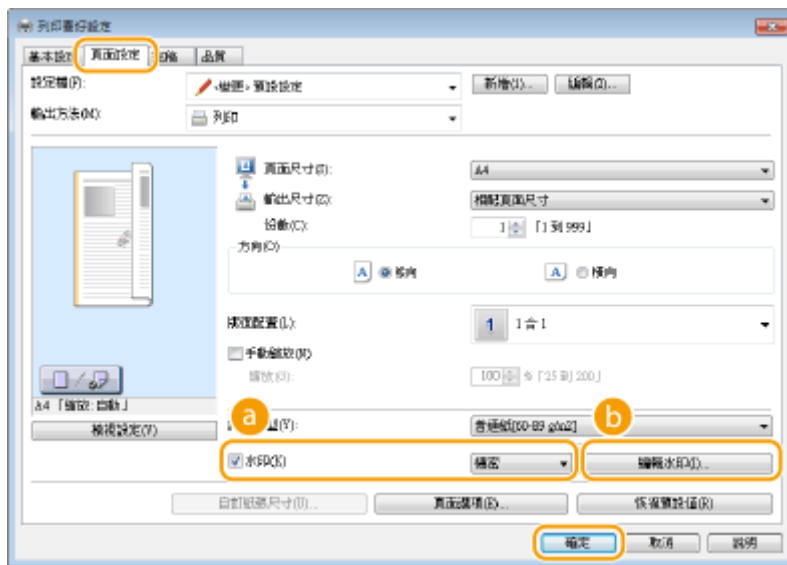 列印喜好設定
基本設定 頁面設定 品質
設定檔(F): <變更> 預設設定 新增(1)... 編輯(2)...
輸出方法(M): 列印
頁面尺寸(S): A4
輸出尺寸(Z): 相配頁面尺寸
份數(C): 1 「1 到 999」
方向(O)
A 縱向 A 橫向
版面配置(L): 1 1 合 1
手動縮放(N)
縮放(G): 100 % 「25 到 200」
A4 「縮放: 自動」
a b
檢視設定(V) 型(Y): 普通紙[60-89 g/m2]
水印(K) 機密 編輯水印(I)...
自訂紙張尺寸(U)... 頁面選項(E)... 恢復預設值(R)
確定 取消 說明